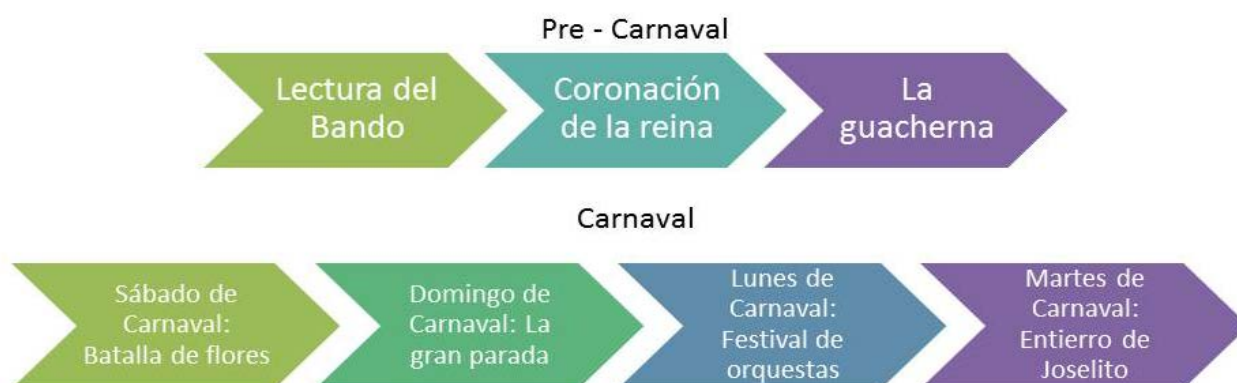 Pre - Carnaval
Lectura del
Bando
Coronación
de la reina
La
guacherna
Carnaval
Sábado de
Carnaval:
Batalla de flores
Domingo de
Carnaval: La
gran parada
Lunes de
Carnaval:
Festival de
orquestas
Martes de
Carnaval:
Entierro de
Joselito